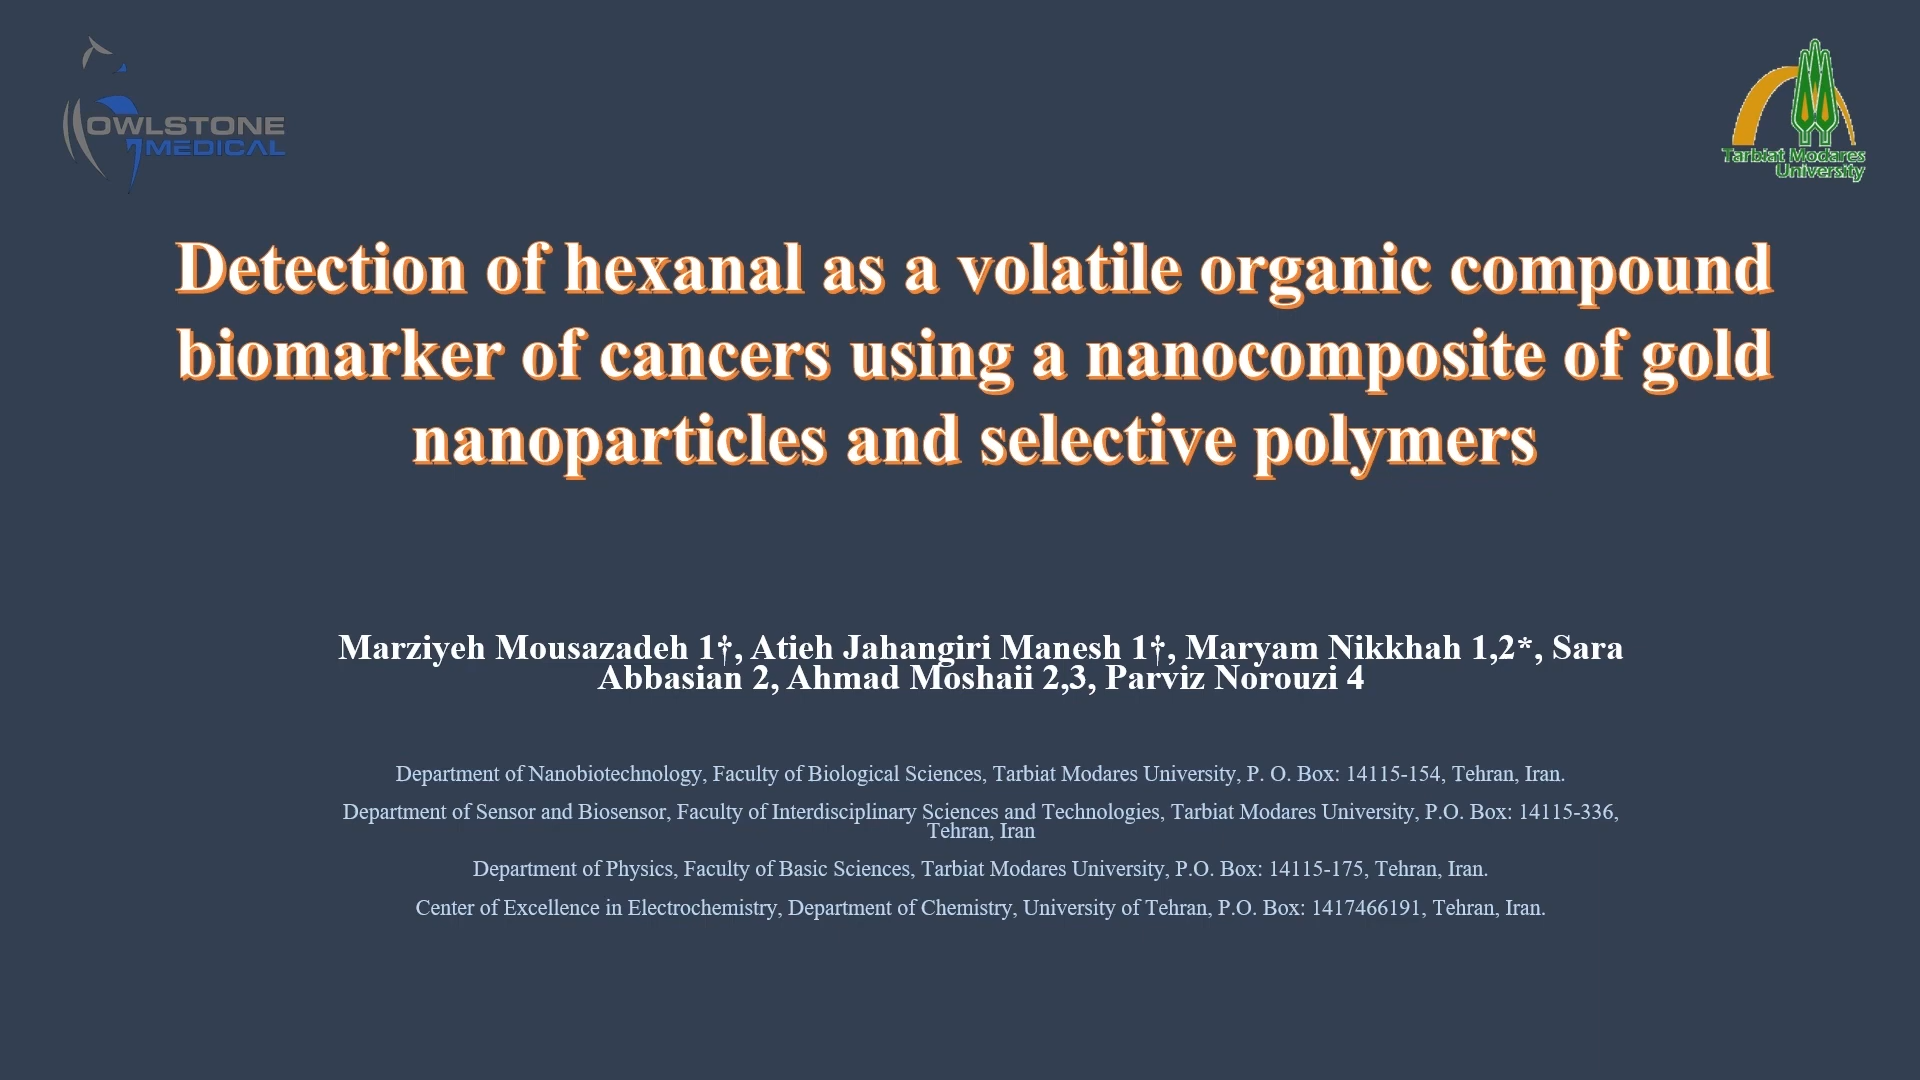 OWLSTONE
MEDICAL
Tarbiat Modares
University
Detection of hexanal as a volatile organic compound
biomarker of cancers using a nanocomposite of gold
nanoparticles and selective polymers
Marziyeh Mousazadeh 1†, Atieh Jahangiri Manesh 1†, Maryam Nikkhah 1,2*, Sara
Abbasian 2, Ahmad Moshaii 2,3, Parviz Norouzi 4
Department of Nanobiotechnology, Faculty of Biological Sciences, Tarbiat Modares University, P. O. Box: 14115-154, Tehran, Iran.
Department of Sensor and Biosensor, Faculty of Interdisciplinary Sciences and Technologies, Tarbiat Modares University, P.O. Box: 14115-336,
Tehran, Iran
Department of Physics, Faculty of Basic Sciences, Tarbiat Modares University, P.O. Box: 14115-175, Tehran, Iran.
Center of Excellence in Electrochemistry, Department of Chemistry, University of Tehran, P.O. Box: 1417466191, Tehran, Iran.